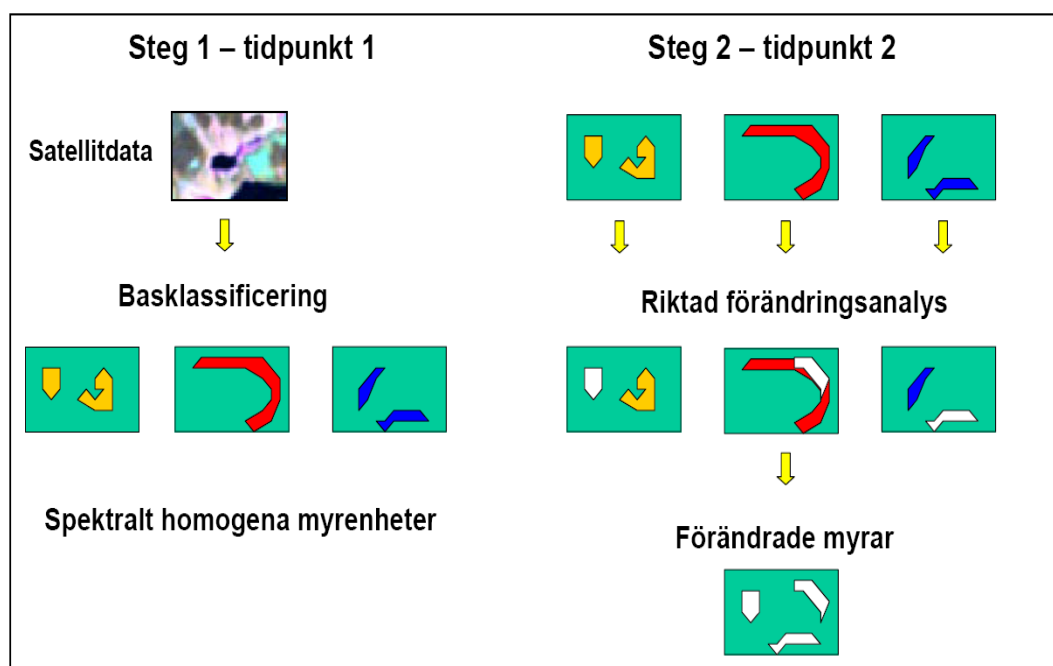 Steg 1 – tidpunkt 1
Satellitdata
Basklassificering
Spektralt homogena myrenheter
Steg 2 – tidpunkt 2
Riktad förändringsanalys
Förändrade myrar